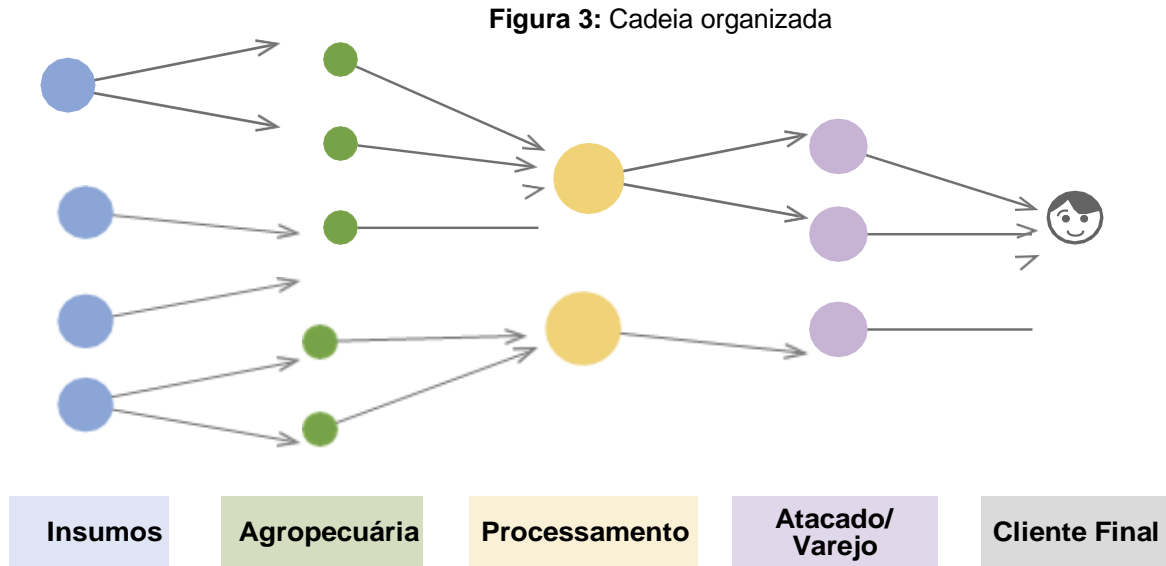 Figura 3: Cadeia organizada
Insumos
Agropecuária
Processamento
Atacado/
Varejo
Cliente Final